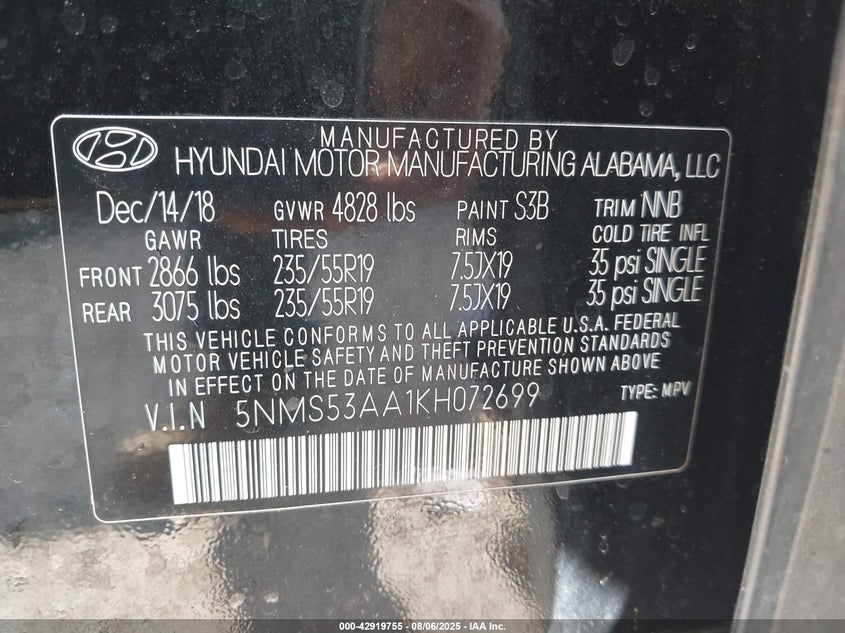 MANUFACTURED BY
HYUNDAI MOTOR MANUFACTURING ALABAMA, LLC
Dec/14/18 GVWR 4828 lbs PAINT S3B TRIM NNB
GAWR TIRES RIMS COLD TIRE INFL
FRONT 2866 lbs 235/55R19 7.5JX19 35 psi SINGLE
REAR 3075 lbs 235/55R19 7.5JX19 35 psi SINGLE
THIS VEHICLE CONFORMS TO ALL APPLICABLE U.S.A. FEDERAL
MOTOR VEHICLE SAFETY AND THEFT PREVENTION STANDARDS
IN EFFECT ON THE DATE OF MANUFACTURE SHOWN ABOVE
V.I.N 5NMS53AA1KH072699 TYPE: MPV
000-42919755 - 08/06/2025 - IAA Inc.